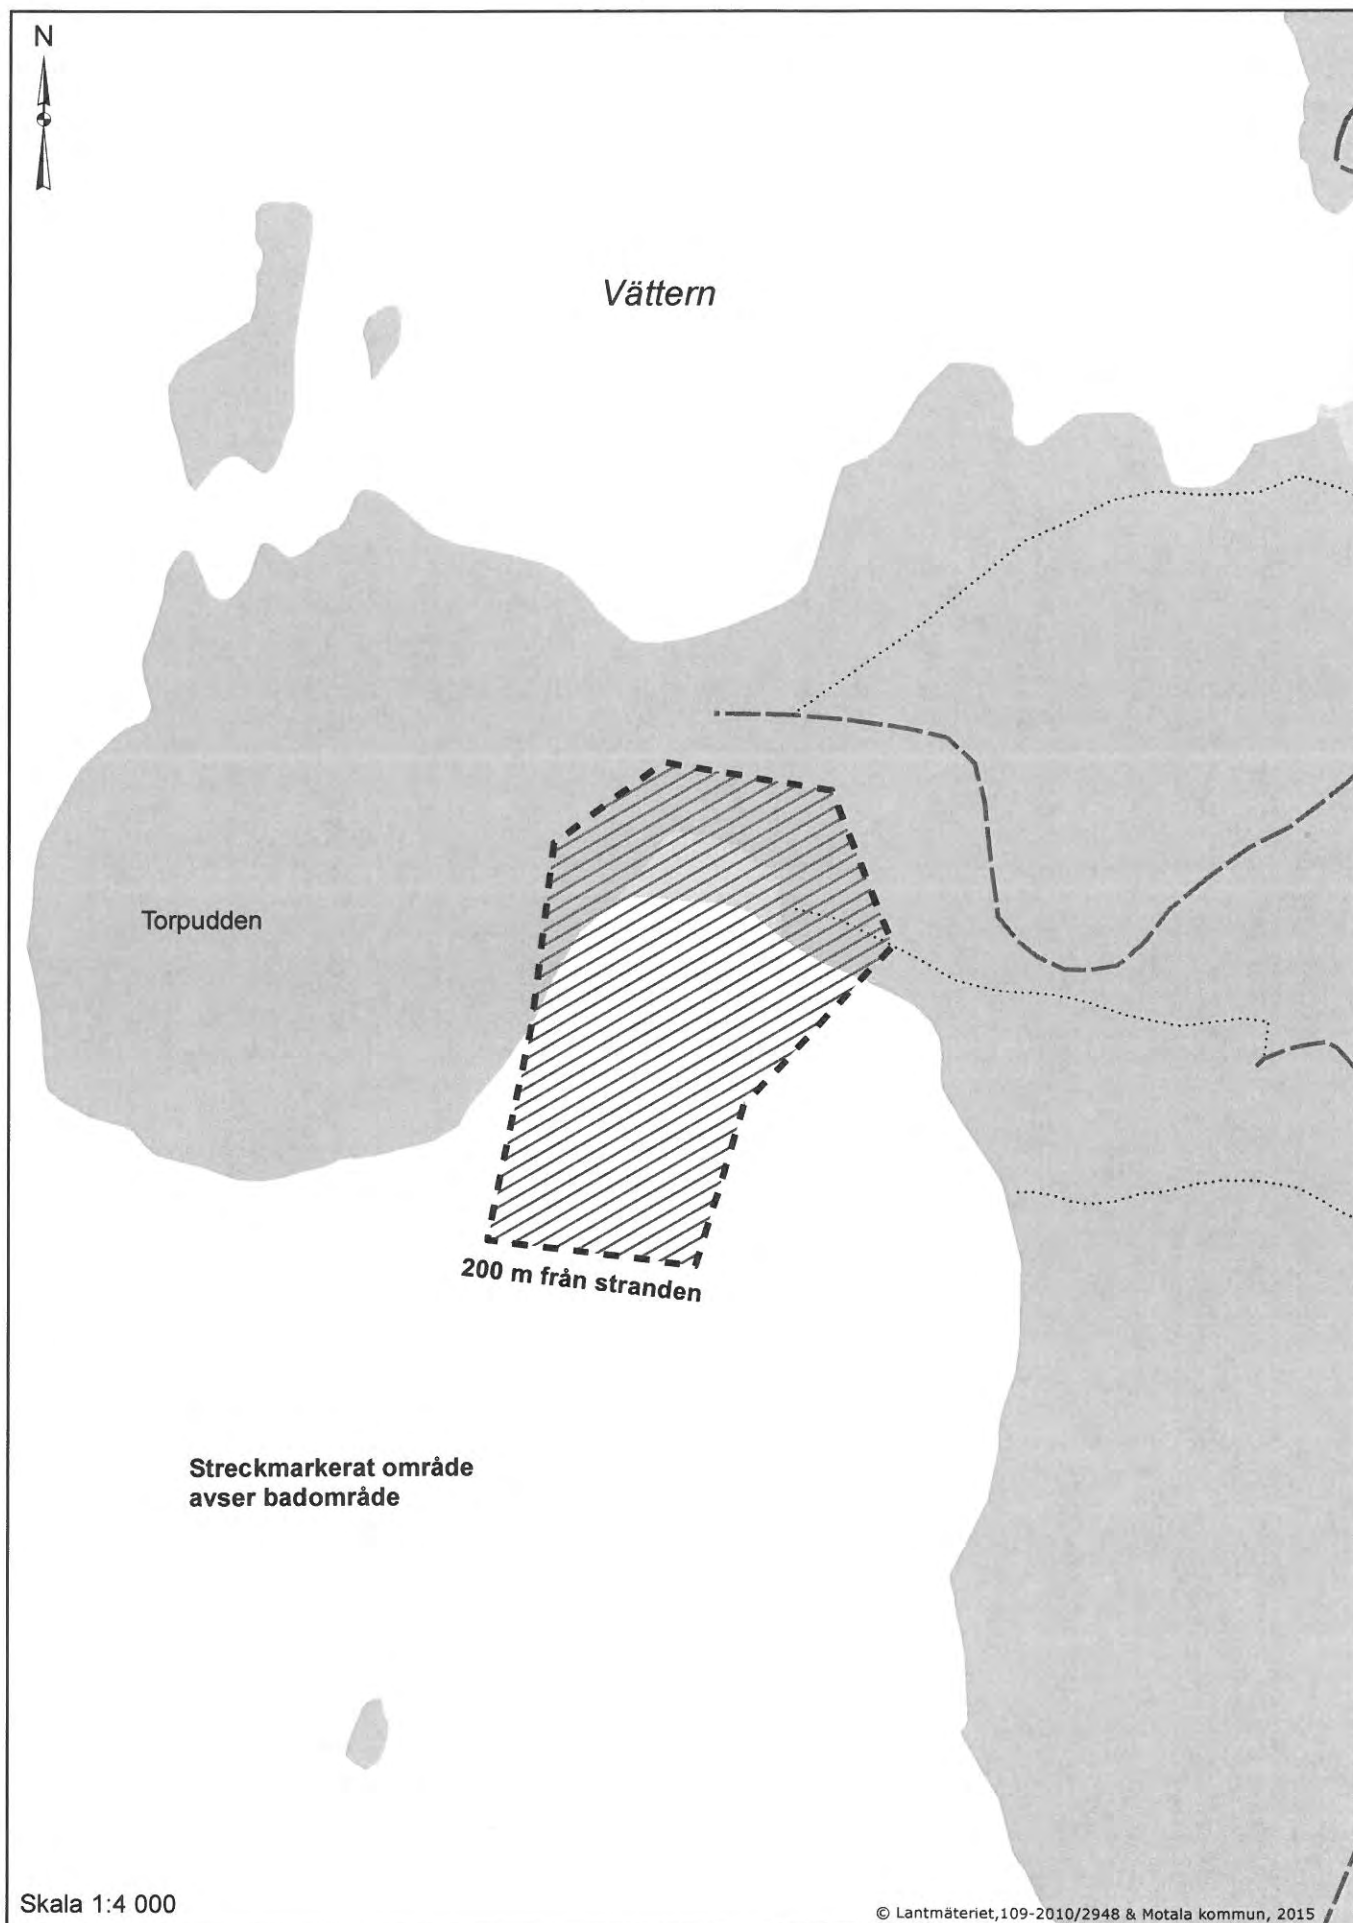 N
Vättern
Torpudden
200 m från stranden
Streckmarkerat område
avser badområde
Skala 1:4 000
© Lantmäteriet,109-2010/2948 & Motala kommun, 2015